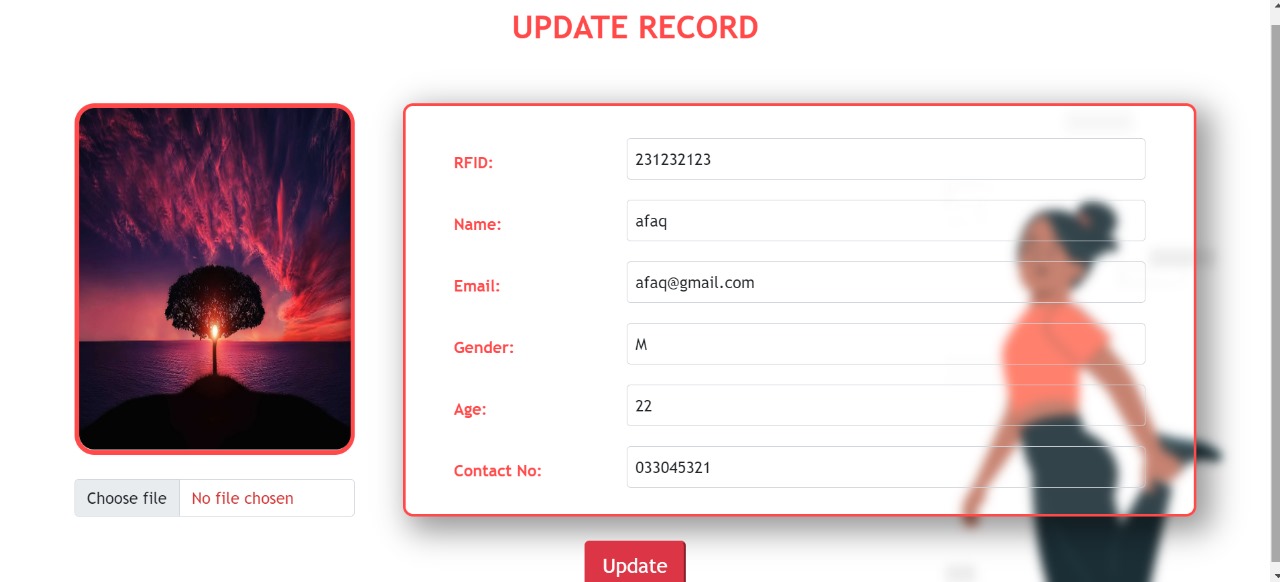 UPDATE RECORD
RFID: 231232123
Name: afaq
Email: afaq@gmail.com
Gender: M
Age: 22
Contact No: 033045321
Choose file No file chosen
Update